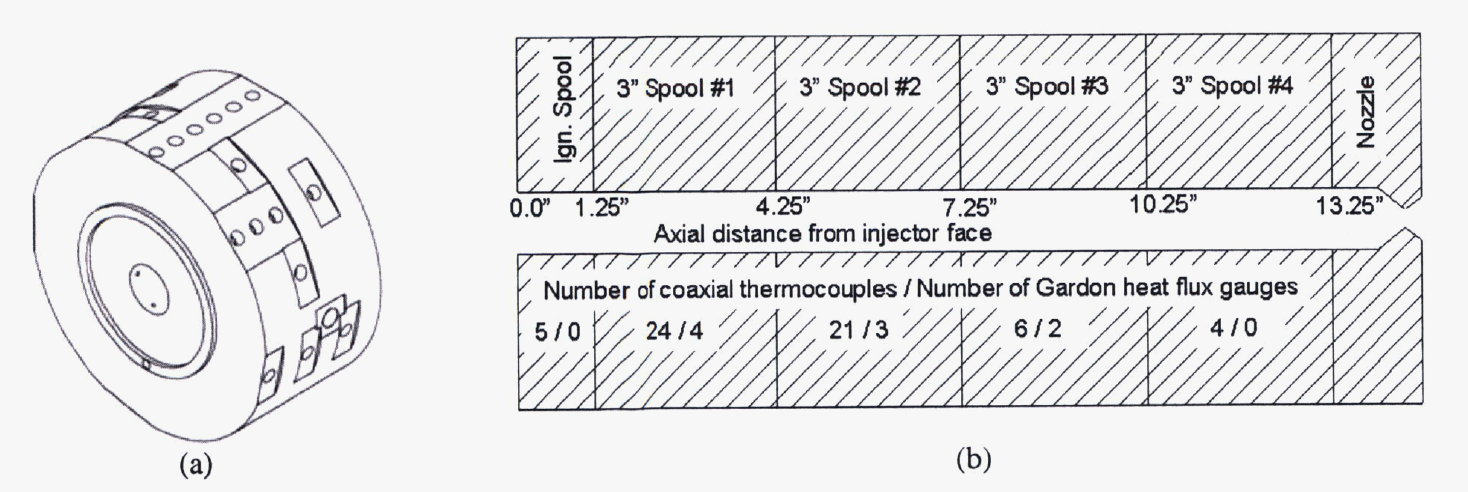 Ign. Spool
3” Spool #1
3” Spool #2
3” Spool #3
3” Spool #4
Nozzle
0.0” 1.25” 4.25” 7.25” 10.25” 13.25”
Axial distance from injector face
Number of coaxial thermocouples / Number of Gardon heat flux gauges
5 / 0 24 / 4 21 / 3 6 / 2 4 / 0
(a)
(b)